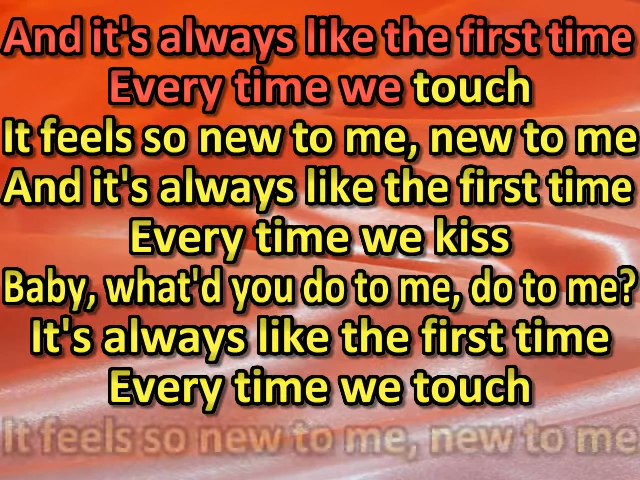 And it's always like the first time
Every time we touch
It feels so new to me, new to me
And it's always like the first time
Every time we kiss
Baby, what'd you do to me, do to me?
It's always like the first time
Every time we touch
It feels so new to me, new to me